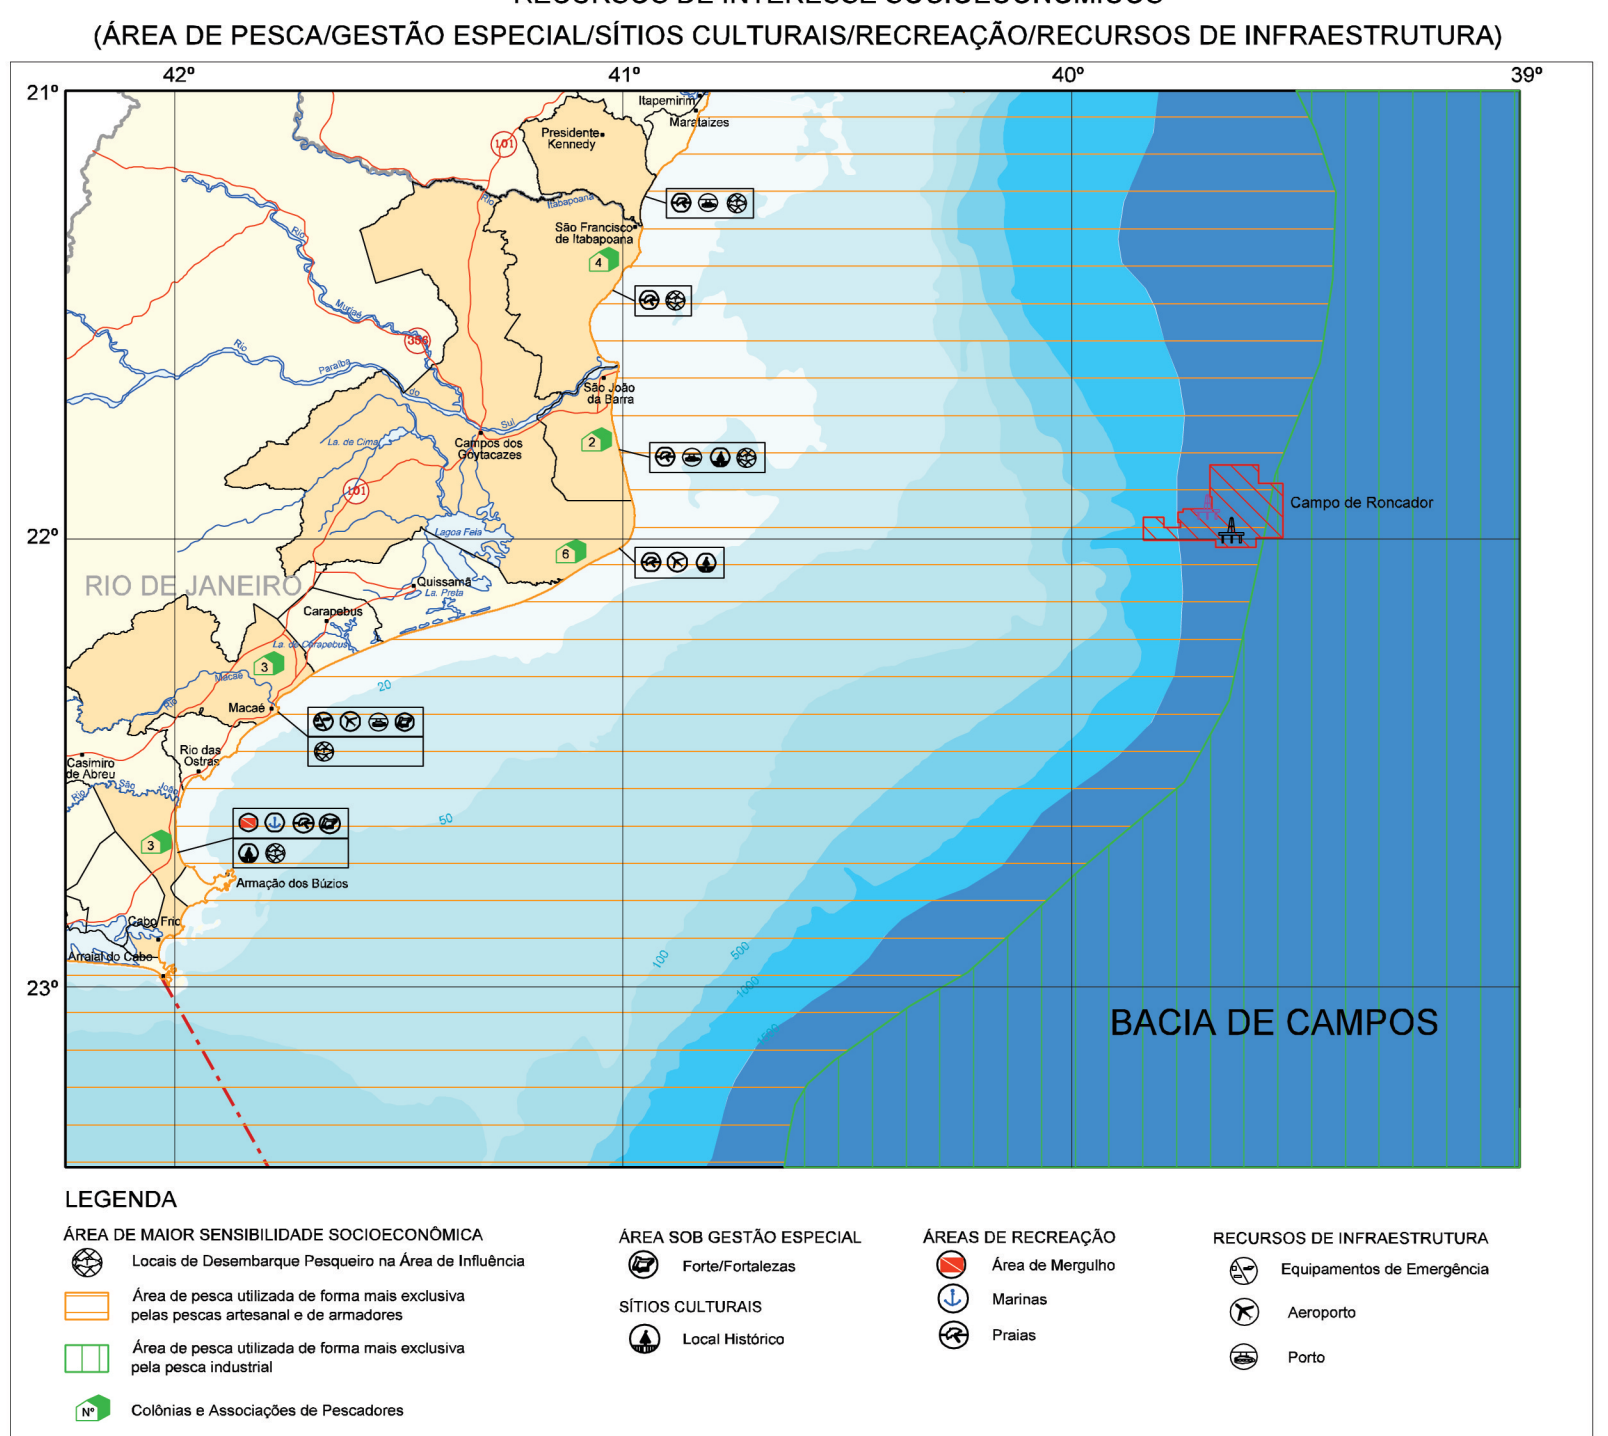 (ÁREA DE PESCA/GESTÃO ESPECIAL/SÍTIOS CULTURAIS/RECREAÇÃO/RECURSOS DE INFRAESTRUTURA)
42º
41º
40º
39º
21º
22º
23º
Itapemirim
Marataizes
Presidente
Kennedy
101
Rio
Itabapoana
São Francisco
de Itabapoana
4
Rio
Muriaé
Rio
Paraíba
do
Sul
São João
da Barra
2
La. de Cima
Campos dos
Goytacazes
101
Lagoa Feia
6
Campo de Roncador
RIO DE JANEIRO
Quissamã
La. Preta
Carapebus
La. de Carapebus
3
Macaé
Rio
Macaé
20
Rio das
Ostras
Casimiro
de Abreu
Rio
São
João
50
3
Armação dos Búzios
Cabo Frio
Arraial do Cabo
100
500
1000
BACIA DE CAMPOS
LEGENDA
ÁREA DE MAIOR SENSIBILIDADE SOCIOECONÔMICA
Locais de Desembarque Pesqueiro na Área de Influência
Área de pesca utilizada de forma mais exclusiva
pelas pescas artesanal e de armadores
Área de pesca utilizada de forma mais exclusiva
pela pesca industrial
Nº
Colônias e Associações de Pescadores
ÁREA SOB GESTÃO ESPECIAL
Forte/Fortalezas
SÍTIOS CULTURAIS
Local Histórico
ÁREAS DE RECREAÇÃO
Área de Mergulho
Marinas
Praias
RECURSOS DE INFRAESTRUTURA
Equipamentos de Emergência
Aeroporto
Porto